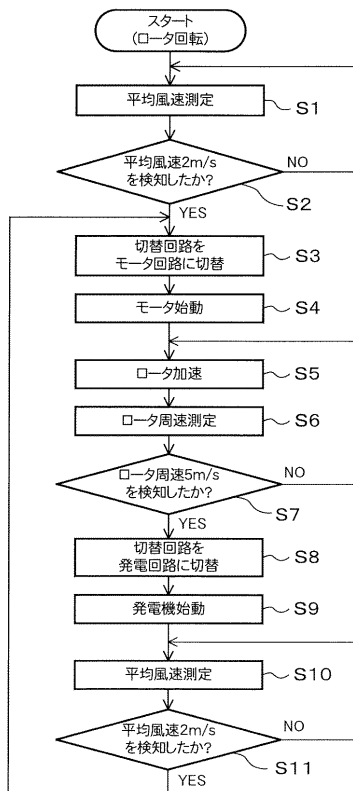 スタート
(ロータ回転)
平均風速測定
S1
平均風速2m/s
を検知したか?
NO
S2
YES
切替回路を
モータ回路に切替
S3
モータ始動
S4
ロータ加速
S5
ロータ周速測定
S6
ロータ周速5m/s
を検知したか?
NO
S7
YES
切替回路を
発電回路に切替
S8
発電機始動
S9
平均風速測定
S10
平均風速2m/s
を検知したか?
NO
S11
YES